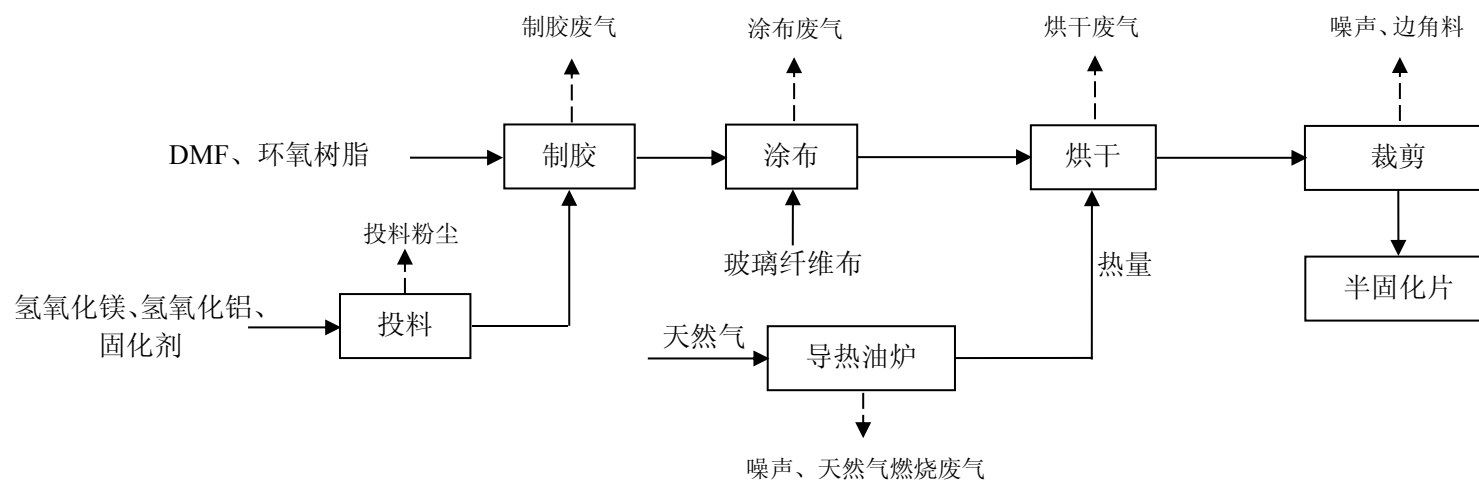 制胶废气
涂布废气
烘干废气
噪声、边角料
DMF、环氧树脂
制胶
涂布
烘干
裁剪
投料粉尘
玻璃纤维布
热量
氢氧化镁、氢氧化铝、
固化剂
投料
半固化片
天然气
导热油炉
噪声、天然气燃烧废气